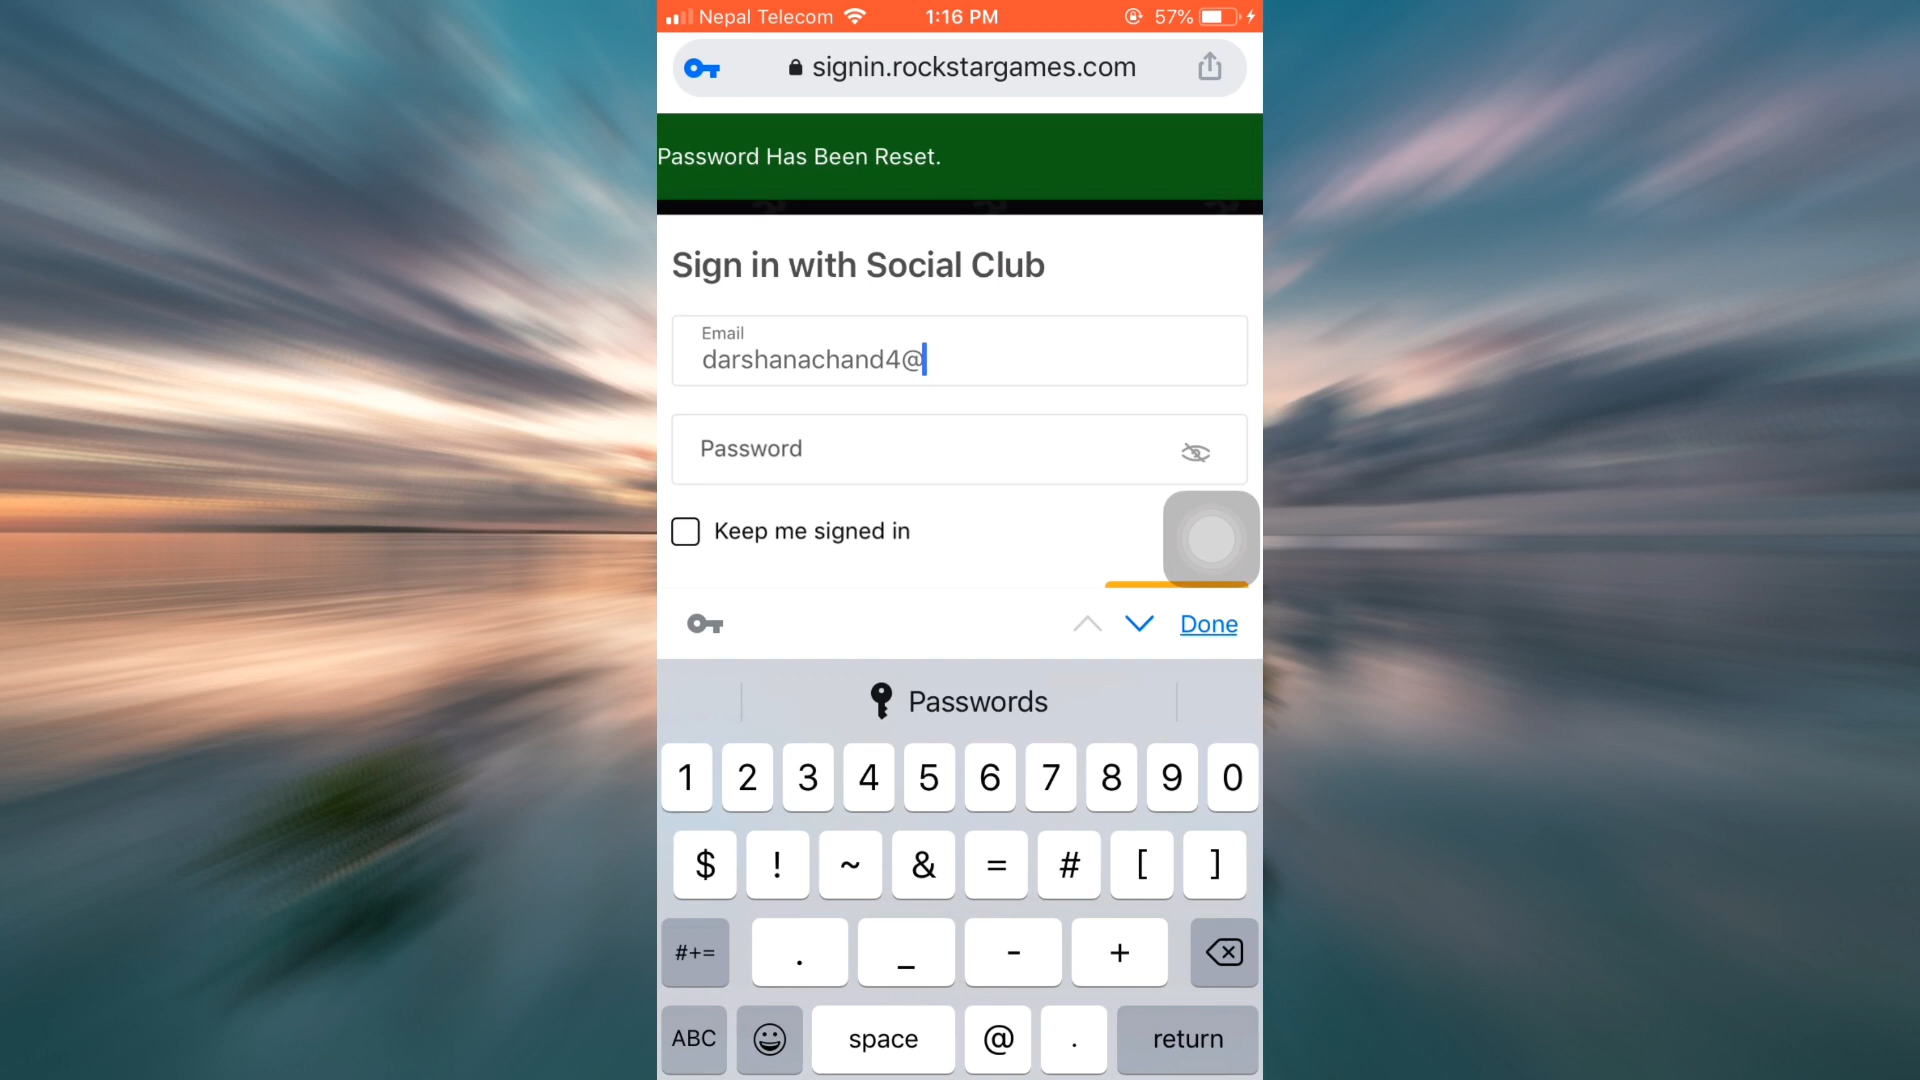 Nepal Telecom 1:16 PM 57%
signin.rockstargames.com
Password Has Been Reset.
Sign in with Social Club
Email
darshanachand4@
Password
Keep me signed in
Done
Passwords
1 2 3 4 5 6 7 8 9 0
$ ! ~ & = # [ ]
#+= . _ - +
ABC space @ . return